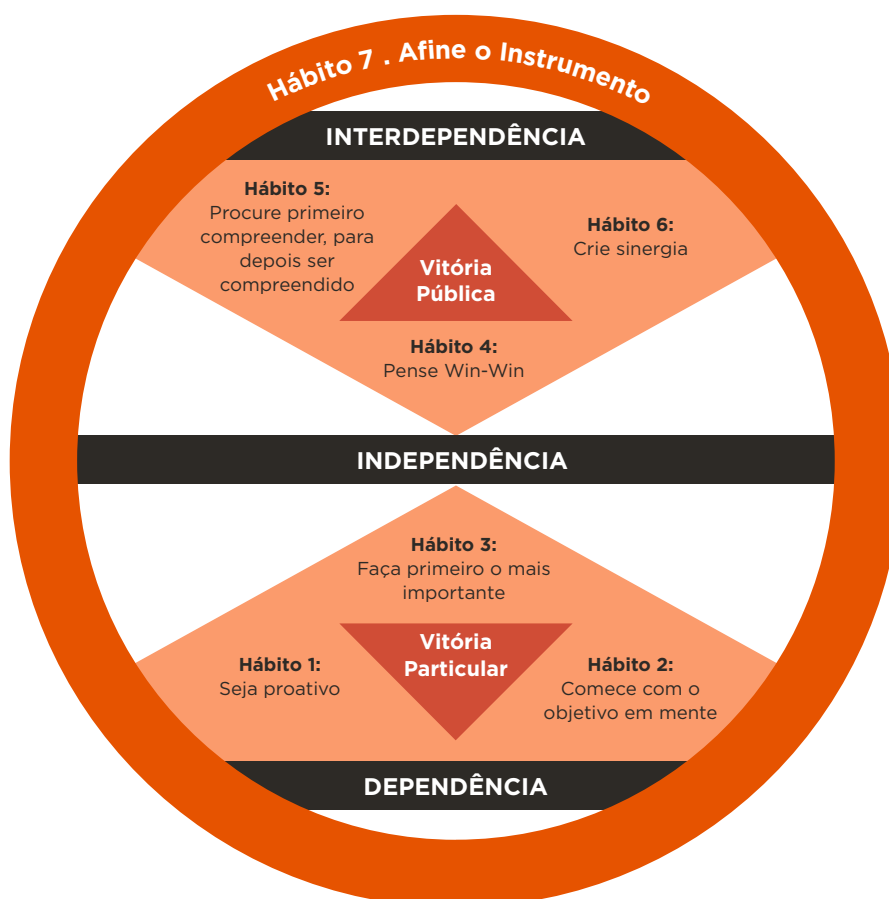 Hábito 7 . Afine o Instrumento
INTERDEPENDÊNCIA
Hábito 5:
Procure primeiro
compreender, para
depois ser
compreendido
Hábito 6:
Crie sinergia
Vitória
Pública
Hábito 4:
Pense Win-Win
INDEPENDÊNCIA
Hábito 3:
Faça primeiro o mais
importante
Vitória
Particular
Hábito 1:
Seja proativo
Hábito 2:
Comece com o
objetivo em mente
DEPENDÊNCIA